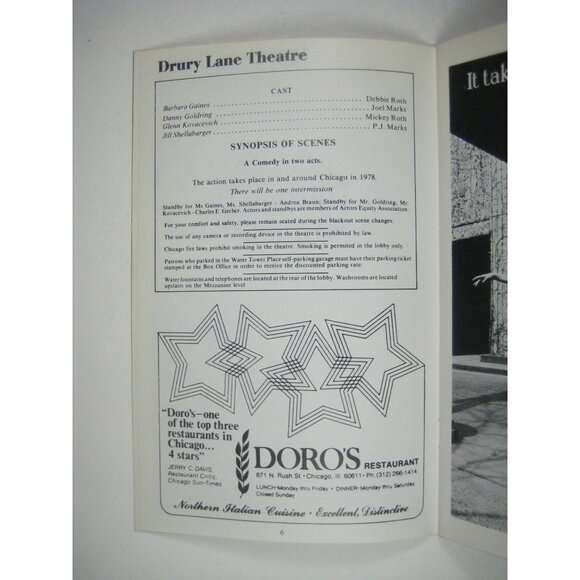 Drury Lane Theatre
CAST
Barbara Gaines ........ Debbie Roth
Danny Goldring ........ Joel Marks
Glenn Kovacevich ........ Mickey Roth
Jill Shellabarger ........ P.J. Marks
SYNOPSIS OF SCENES
A Comedy in two acts.
The action takes place in and around Chicago in 1978.
There will be one intermission
Standby for Ms Gaines, Ms. Shellabarger - Andrea Braun; Standby for Mr. Goldring, Mr.
Kovacevich - Charles E. Gerber. Actors and standbys are members of Actors Equity Association.
For your comfort and safety, please remain seated during the blackout scene changes.
The use of any camera or recording device in the theatre is prohibited by law.
Chicago fire laws prohibit smoking in the theatre. Smoking is permitted in the lobby only.
Patrons who parked in the Water Tower Place self-parking garage must have their parking ticket
stamped at the Box Office in order to receive the discounted parking rate.
Water fountains and telephones are located at the rear of the lobby. Washrooms are located
upstairs on the Mezzanine level
"Doro's—one
of the top three
restaurants in
Chicago...
4 stars"
JERRY C. DAVIS,
Restaurant Critic,
Chicago Sun-Times
DORO'S RESTAURANT
871 N. Rush St. • Chicago, Ill 60611 • Ph (312) 266-1414
LUNCH-Monday thru Friday • DINNER-Monday thru Saturday
Closed Sunday
Northern Italian Cuisine • Excellent, Distinctive
6
It tak